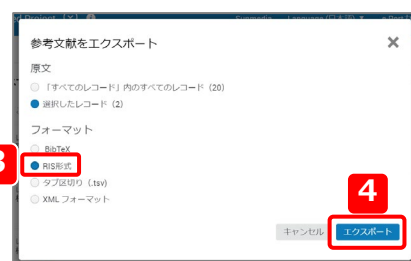 参考文献をエクスポート
原文
「すべてのレコード」内のすべてのレコード (20)
選択したレコード (2)
フォーマット
BibTeX
3
RIS形式
タブ区切り (.tsv)
4
XML フォーマット
キャンセル
エクスポート